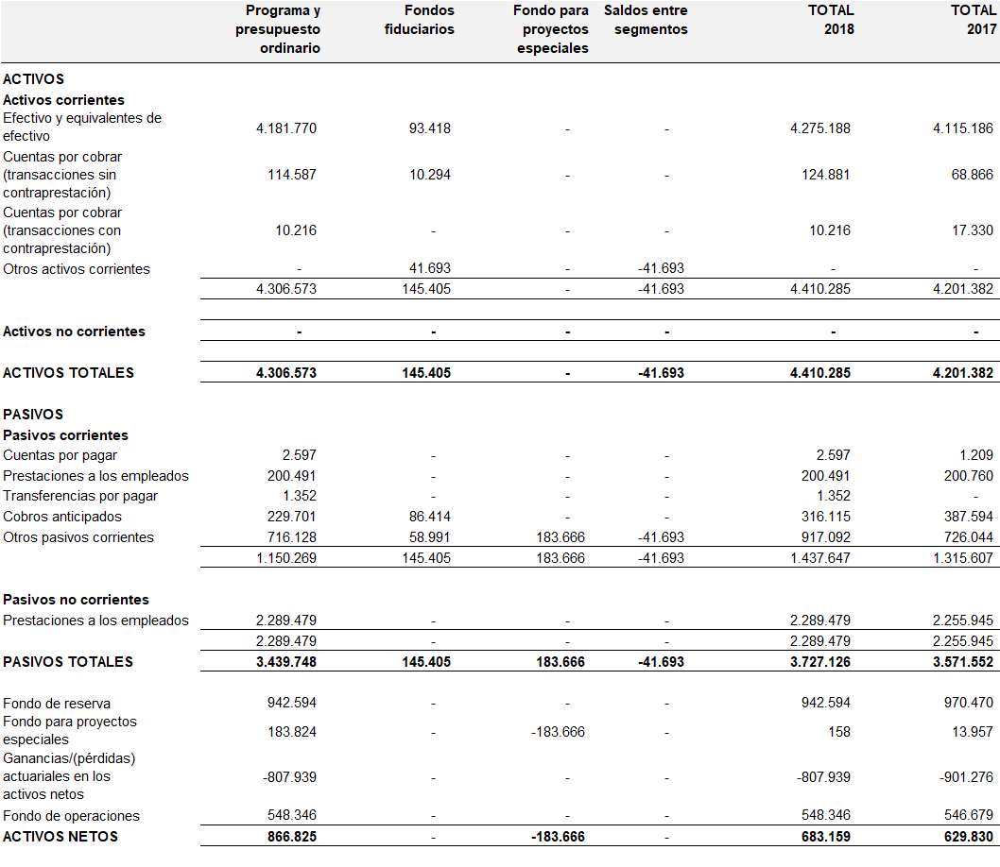 Programa y presupuesto ordinario Fondos fiduciarios Fondo para proyectos especiales Saldos entre segmentos TOTAL 2018 TOTAL 2017
ACTIVOS
Activos corrientes
Efectivo y equivalentes de efectivo 4.181.770 93.418 - - 4.275.188 4.115.186
Cuentas por cobrar (transacciones sin contraprestación) 114.587 10.294 - - 124.881 68.866
Cuentas por cobrar (transacciones con contraprestación) 10.216 - - - 10.216 17.330
Otros activos corrientes - 41.693 - -41.693 - -
4.306.573 145.405 - -41.693 4.410.285 4.201.382
Activos no corrientes - - - - - -
ACTIVOS TOTALES 4.306.573 145.405 - -41.693 4.410.285 4.201.382
PASIVOS
Pasivos corrientes
Cuentas por pagar 2.597 - - - 2.597 1.209
Prestaciones a los empleados 200.491 - - - 200.491 200.760
Transferencias por pagar 1.352 - - - 1.352 -
Cobros anticipados 229.701 86.414 - - 316.115 387.594
Otros pasivos corrientes 716.128 58.991 183.666 -41.693 917.092 726.044
1.150.269 145.405 183.666 -41.693 1.437.647 1.315.607
Pasivos no corrientes
Prestaciones a los empleados 2.289.479 - - - 2.289.479 2.255.945
2.289.479 - - - 2.289.479 2.255.945
PASIVOS TOTALES 3.439.748 145.405 183.666 -41.693 3.727.126 3.571.552
Fondo de reserva 942.594 - - - 942.594 970.470
Fondo para proyectos especiales 183.824 - -183.666 - 158 13.957
Ganancias/(pérdidas) actuariales en los activos netos -807.939 - - - -807.939 -901.276
Fondo de operaciones 548.346 - - - 548.346 546.679
ACTIVOS NETOS 866.825 - -183.666 - 683.159 629.830